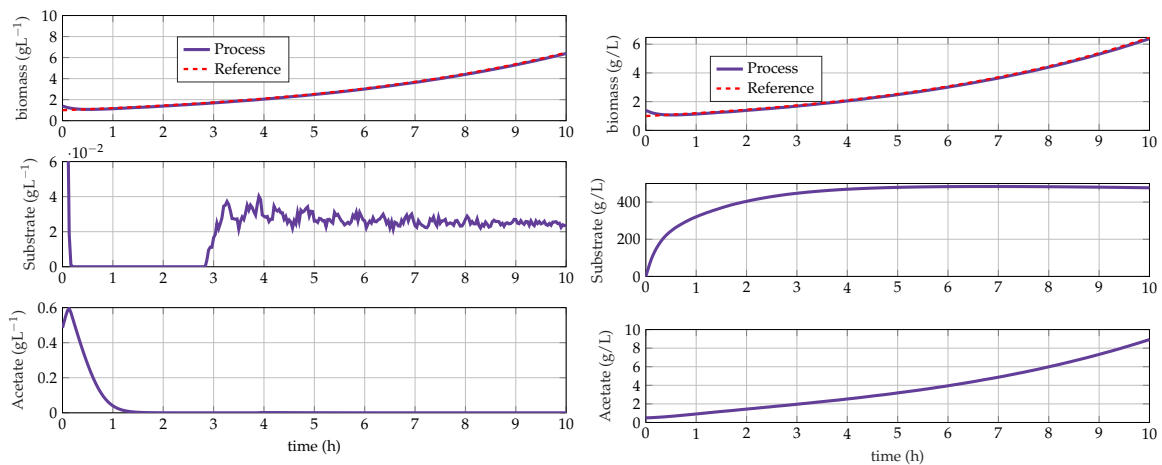 10
8
6
4
2
0
biomass (gL⁻¹)
Process
Reference
0 1 2 3 4 5 6 7 8 9 10
·10⁻²
6
4
2
0
Substrate (gL⁻¹)
0 1 2 3 4 5 6 7 8 9 10
0.6
0.4
0.2
0
Acetate (gL⁻¹)
0 1 2 3 4 5 6 7 8 9 10
time (h)
6
4
2
0
biomass (g/L)
Process
Reference
0 1 2 3 4 5 6 7 8 9 10
400
200
0
Substrate (g/L)
0 1 2 3 4 5 6 7 8 9 10
10
8
6
4
2
0
Acetate (g/L)
0 1 2 3 4 5 6 7 8 9 10
time (h)